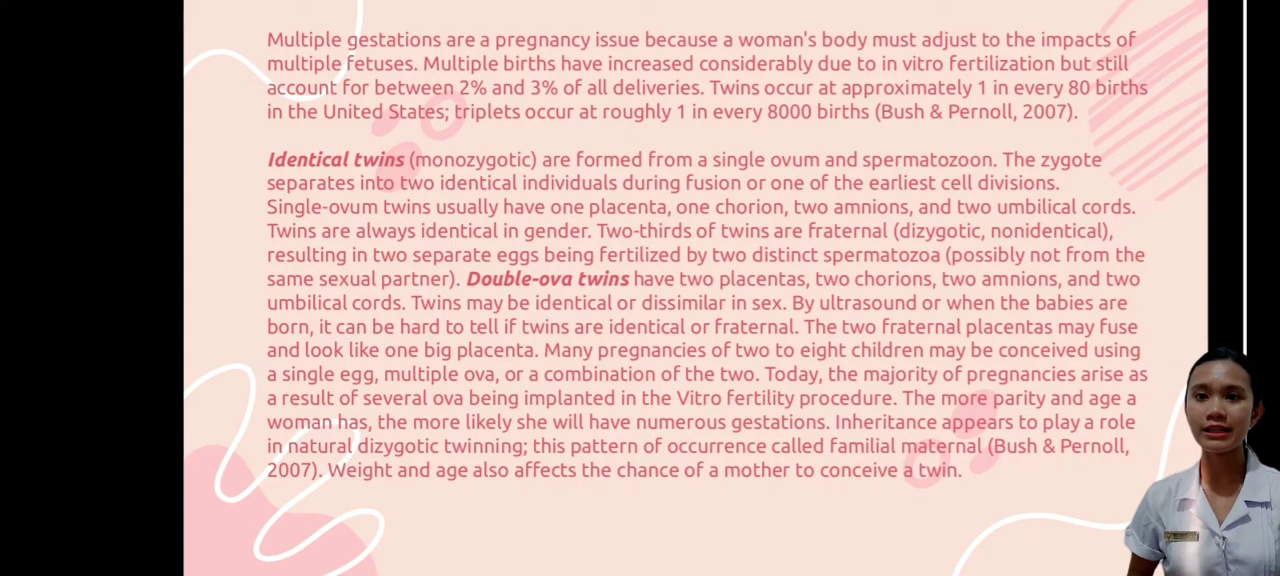 Multiple gestations are a pregnancy issue because a woman's body must adjust to the impacts of
multiple fetuses. Multiple births have increased considerably due to in vitro fertilization but still
account for between 2% and 3% of all deliveries. Twins occur at approximately 1 in every 80 births
in the United States; triplets occur at roughly 1 in every 8000 births (Bush & Pernoll, 2007).
Identical twins (monozygotic) are formed from a single ovum and spermatozoon. The zygote
separates into two identical individuals during fusion or one of the earliest cell divisions.
Single-ovum twins usually have one placenta, one chorion, two amnions, and two umbilical cords.
Twins are always identical in gender. Two-thirds of twins are fraternal (dizygotic, nonidentical),
resulting in two separate eggs being fertilized by two distinct spermatozoa (possibly not from the
same sexual partner). Double-ova twins have two placentas, two chorions, two amnions, and two
umbilical cords. Twins may be identical or dissimilar in sex. By ultrasound or when the babies are
born, it can be hard to tell if twins are identical or fraternal. The two fraternal placentas may fuse
and look like one big placenta. Many pregnancies of two to eight children may be conceived using
a single egg, multiple ova, or a combination of the two. Today, the majority of pregnancies arise as
a result of several ova being implanted in the Vitro fertility procedure. The more parity and age a
woman has, the more likely she will have numerous gestations. Inheritance appears to play a role
in natural dizygotic twinning; this pattern of occurrence called familial maternal (Bush & Pernoll,
2007). Weight and age also affects the chance of a mother to conceive a twin.